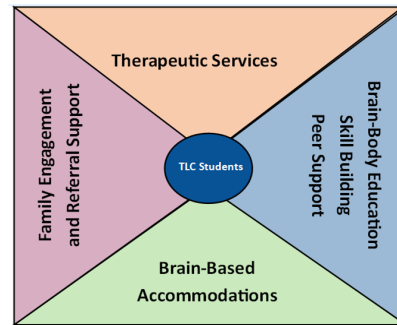 Therapeutic Services
Family Engagement
and Referral Support
TLC Students
Brain-Body Education
Skill Building
Peer Support
Brain-Based
Accommodations